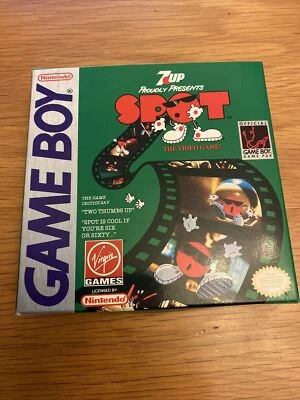 Nintendo®
GAME BOY
®
7UP
PROUDLY PRESENTS
SPOT
THE VIDEO GAME!
OFFICIAL
GAME BOY
GAME PAK
THE GAME
CRITICS SAY
"TWO THUMBS UP"
"SPOT IS COOL IF
YOU'RE SIX
OR SIXTY..."
Virgin
GAMES
LICENSED BY
Nintendo